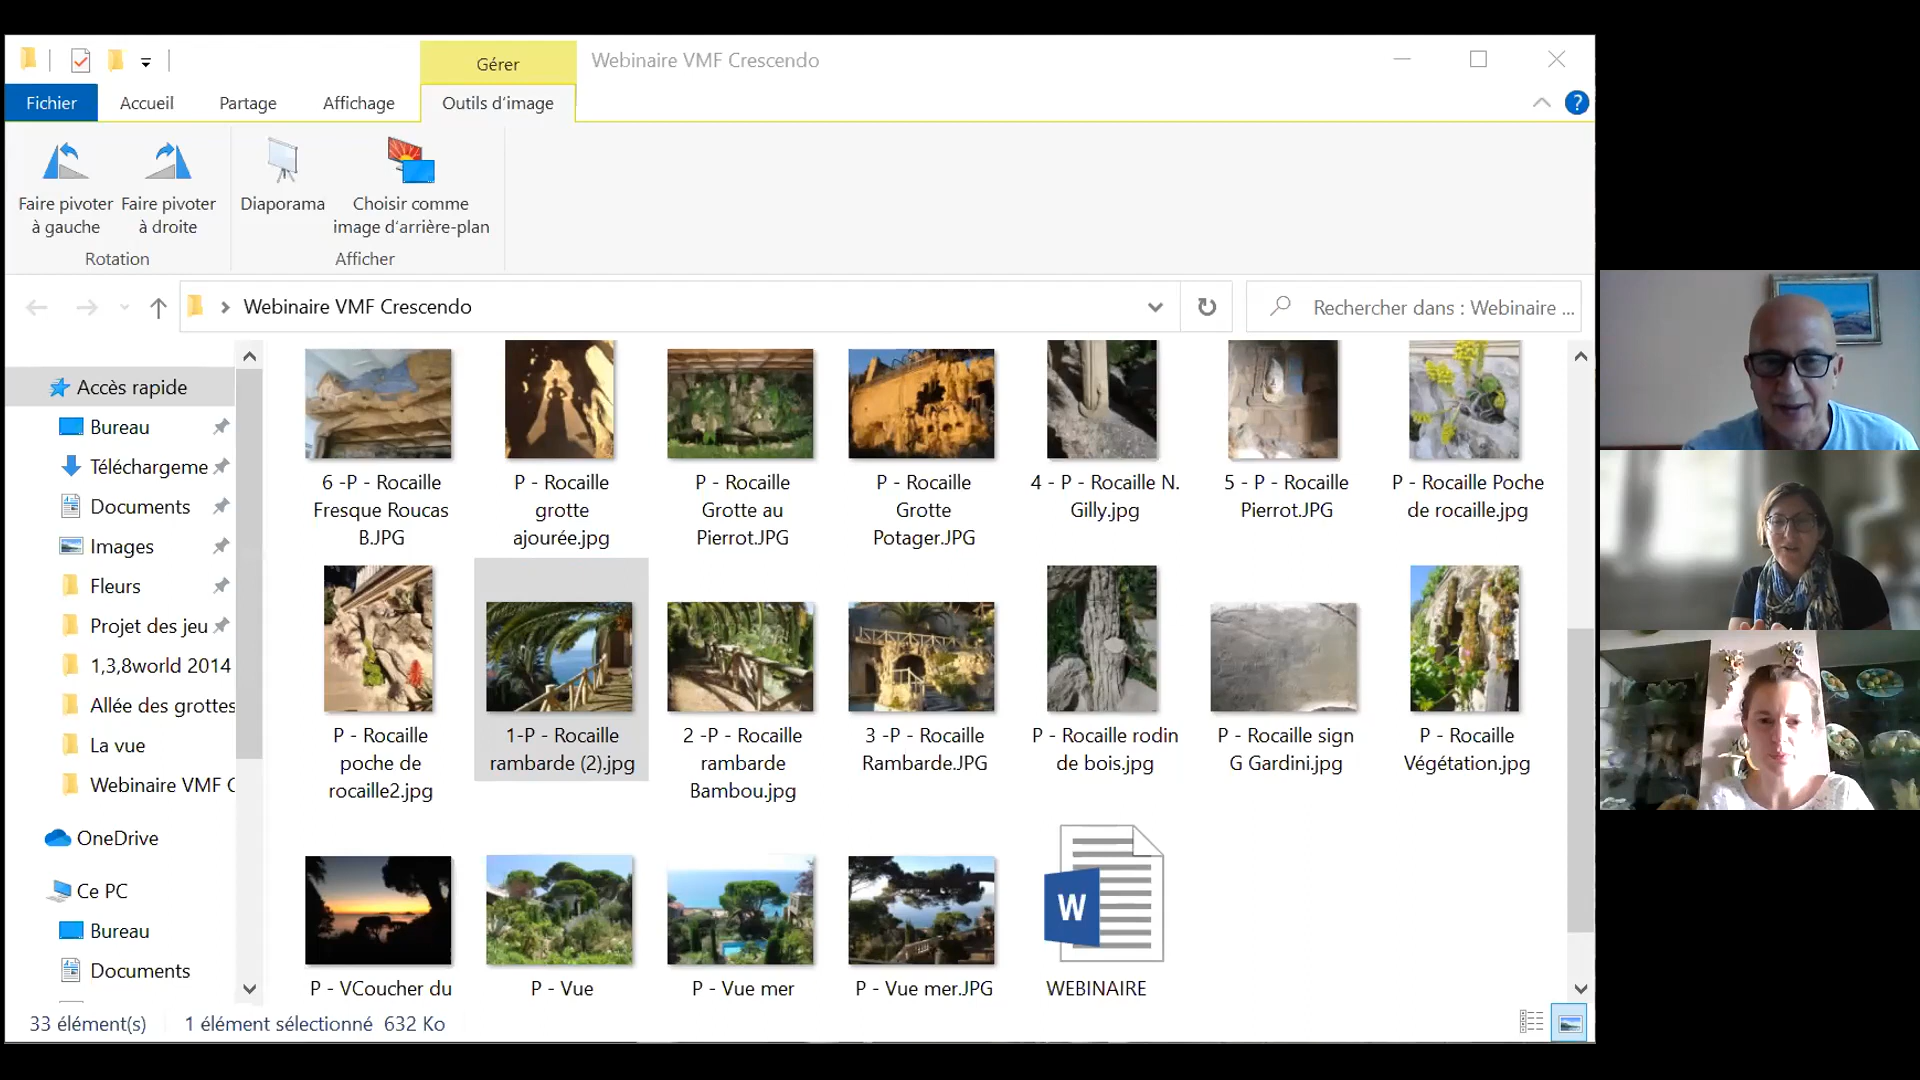 Gérer
Webinaire VMF Crescendo
Fichier
Accueil
Partage
Affichage
Outils d'image
?
Faire pivoter
à gauche
Faire pivoter
à droite
Diaporama
Choisir comme
image d'arrière-plan
Rotation
Afficher
Webinaire VMF Crescendo
Rechercher dans : Webinaire ...
Accès rapide
Bureau
Téléchargeme
Documents
Images
Fleurs
Projet des jeu
1,3,8world 2014
Allée des grottes
La vue
Webinaire VMF C
OneDrive
Ce PC
Bureau
Documents
6 -P - Rocaille
Fresque Roucas
B.JPG
P - Rocaille
grotte
ajourée.jpg
P - Rocaille
Grotte au
Pierrot.JPG
P - Rocaille
Grotte
Potager.JPG
4 - P - Rocaille N.
Gilly.jpg
5 - P - Rocaille
Pierrot.JPG
P - Rocaille Poche
de rocaille.jpg
P - Rocaille
poche de
rocaille2.jpg
1-P - Rocaille
rambarde (2).jpg
2 -P - Rocaille
rambarde
Bambou.jpg
3 -P - Rocaille
Rambarde.JPG
P - Rocaille rodin
de bois.jpg
P - Rocaille sign
G Gardini.jpg
P - Rocaille
Végétation.jpg
P - VCoucher du
P - Vue
P - Vue mer
P - Vue mer.JPG
W
WEBINAIRE
33 élément(s)
1 élément sélectionné 632 Ko